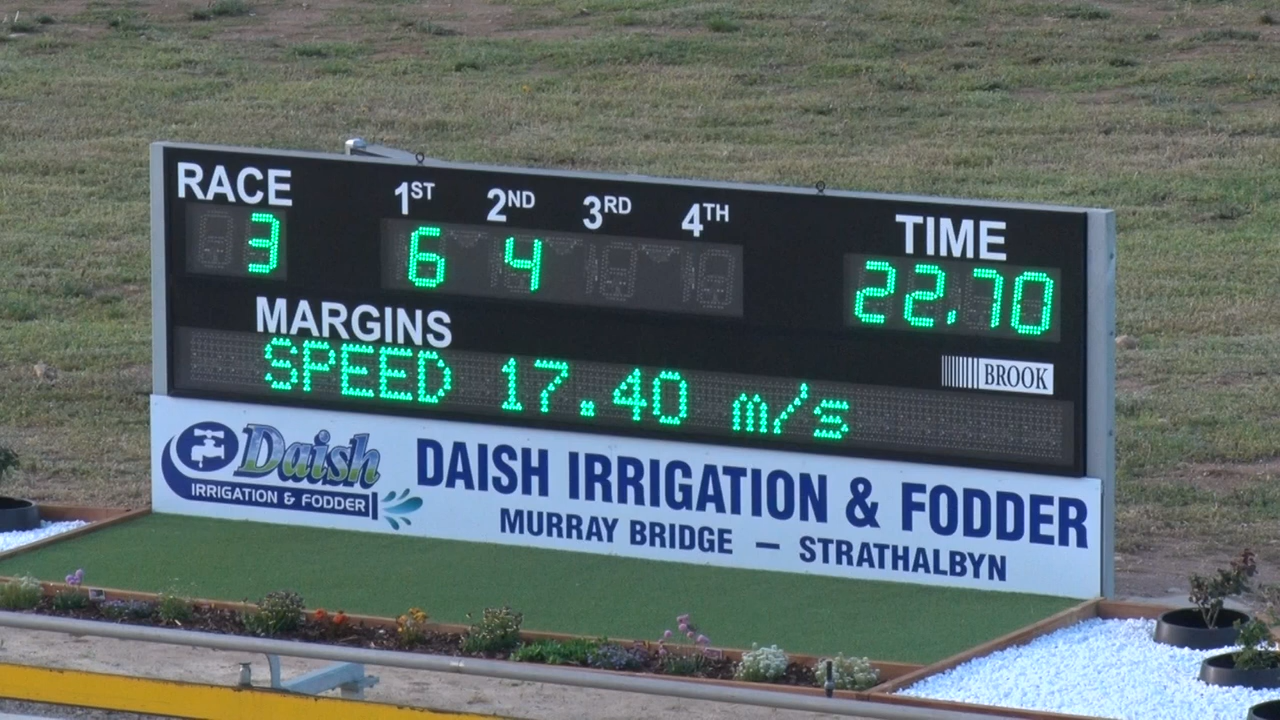 RACE 1ST 2ND 3RD 4TH TIME
3 6 4 22.70
MARGINS
BROOK
SPEED 17.40 m/s
Daish
IRRIGATION & FODDER
DAISH IRRIGATION & FODDER
MURRAY BRIDGE – STRATHALBYN